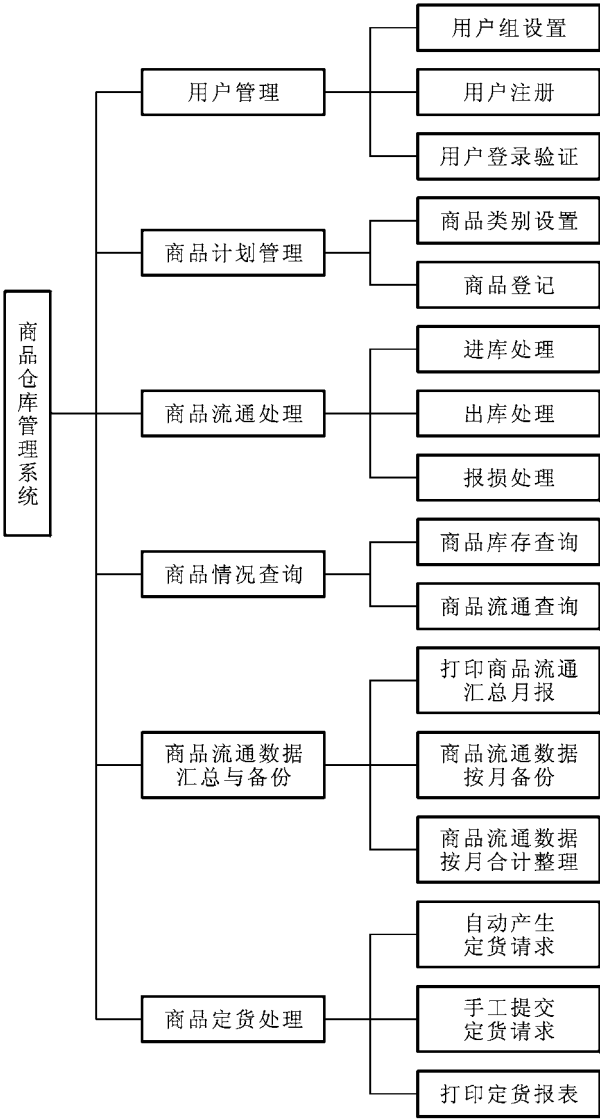 商品仓库管理系统
用户管理
用户组设置
用户注册
用户登录验证
商品计划管理
商品类别设置
商品登记
商品流通处理
进库处理
出库处理
报损处理
商品情况查询
商品库存查询
商品流通查询
商品流通数据
汇总与备份
打印商品流通
汇总月报
商品流通数据
按月备份
商品流通数据
按月合计整理
商品定货处理
自动产生
定货请求
手工提交
定货请求
打印定货报表